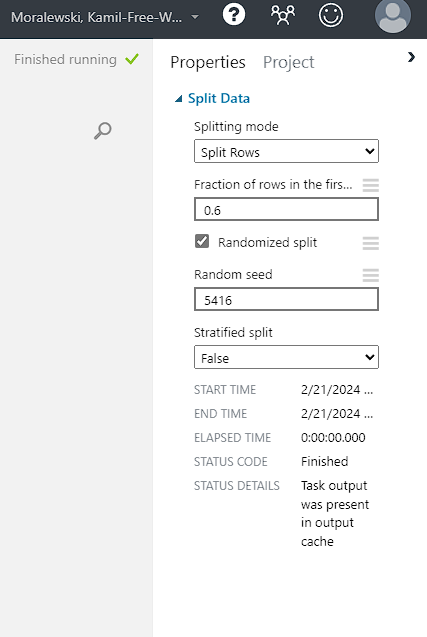 Moralewski, Kamil-Free-W...
?
Finished running
Properties Project
Split Data
Splitting mode
Split Rows
Fraction of rows in the firs...
0.6
Randomized split
Random seed
5416
Stratified split
False
START TIME 2/21/2024 ...
END TIME 2/21/2024 ...
ELAPSED TIME 0:00:00.000
STATUS CODE Finished
STATUS DETAILS Task output
was present
in output
cache